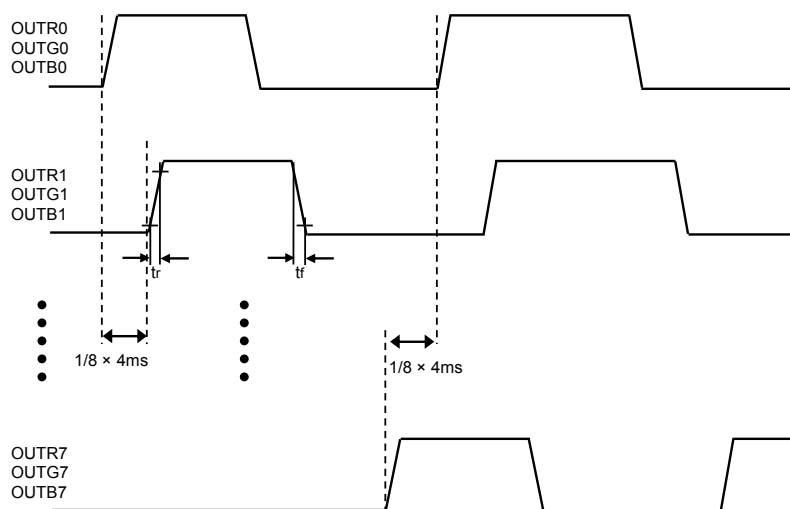 OUTR0
OUTG0
OUTB0
OUTR1
OUTG1
OUTB1
tr
tf
1/8 × 4ms
1/8 × 4ms
OUTR7
OUTG7
OUTB7